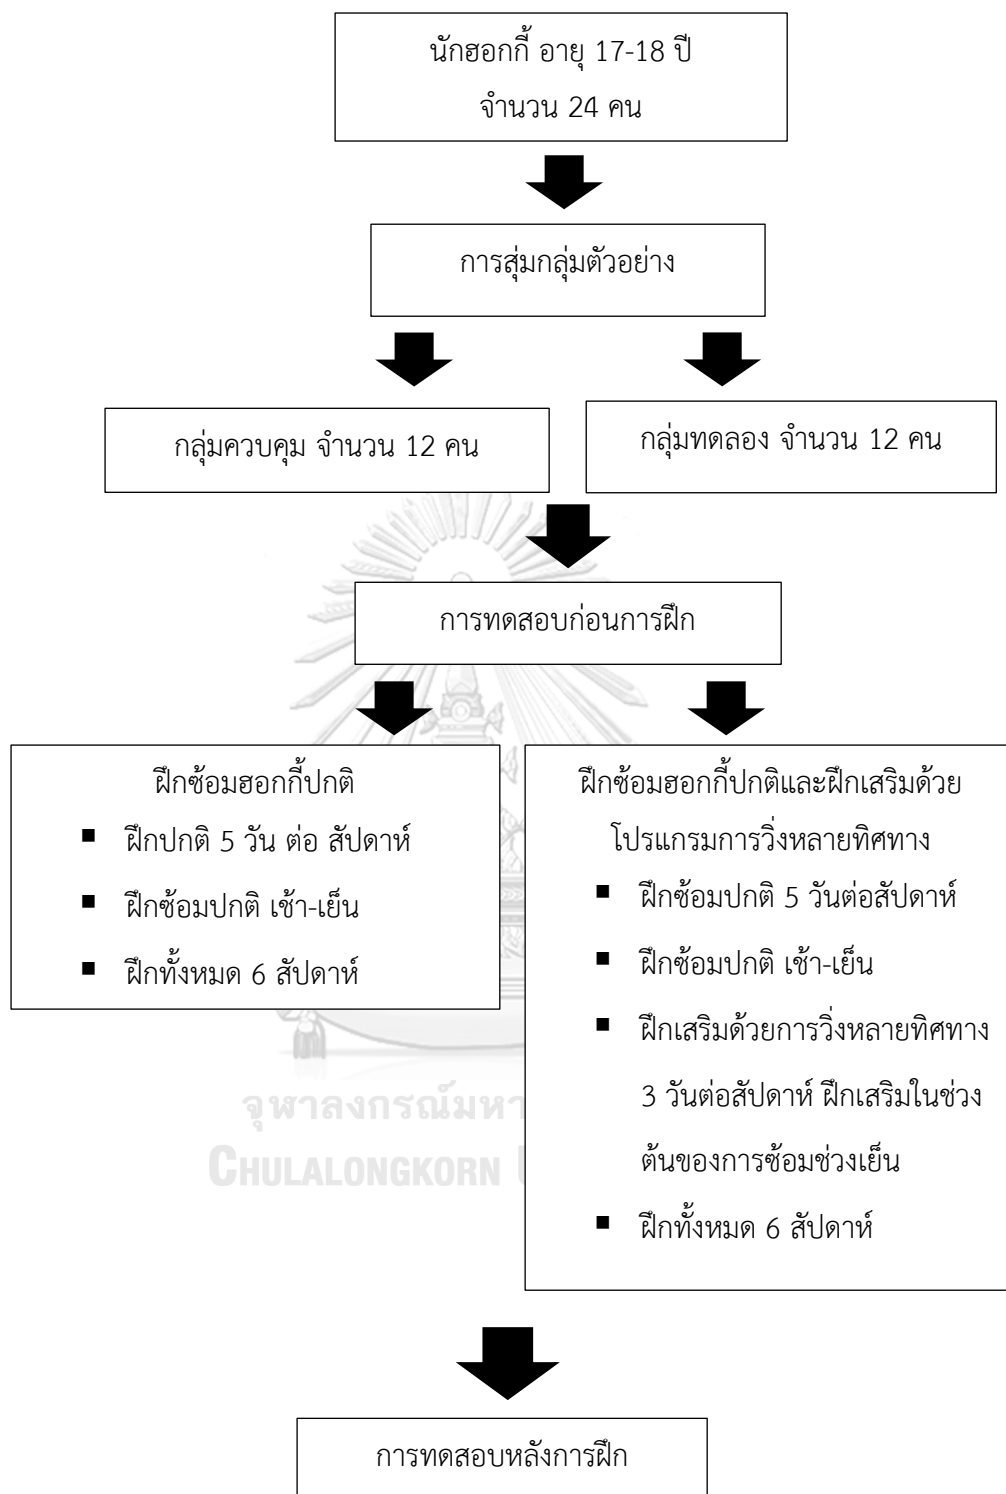 นักฮอกกี้ อายุ 17-18 ปี
จำนวน 24 คน
การสุ่มกลุ่มตัวอย่าง
กลุ่มควบคุม จำนวน 12 คน
กลุ่มทดลอง จำนวน 12 คน
การทดสอบก่อนการฝึก
ฝึกซ้อมฮอกกี้ปกติ
▪ ฝึกปกติ 5 วัน ต่อ สัปดาห์
▪ ฝึกซ้อมปกติ เช้า-เย็น
▪ ฝึกทั้งหมด 6 สัปดาห์
ฝึกซ้อมฮอกกี้ปกติและฝึกเสริมด้วย
โปรแกรมการวิ่งหลายทิศทาง
▪ ฝึกซ้อมปกติ 5 วันต่อสัปดาห์
▪ ฝึกซ้อมปกติ เช้า-เย็น
▪ ฝึกเสริมด้วยการวิ่งหลายทิศทาง
3 วันต่อสัปดาห์ ฝึกเสริมในช่วง
ต้นของการซ้อมช่วงเย็น
▪ ฝึกทั้งหมด 6 สัปดาห์
จุฬาลงกรณ์มหา
CHULALONGKORN
การทดสอบหลังการฝึก